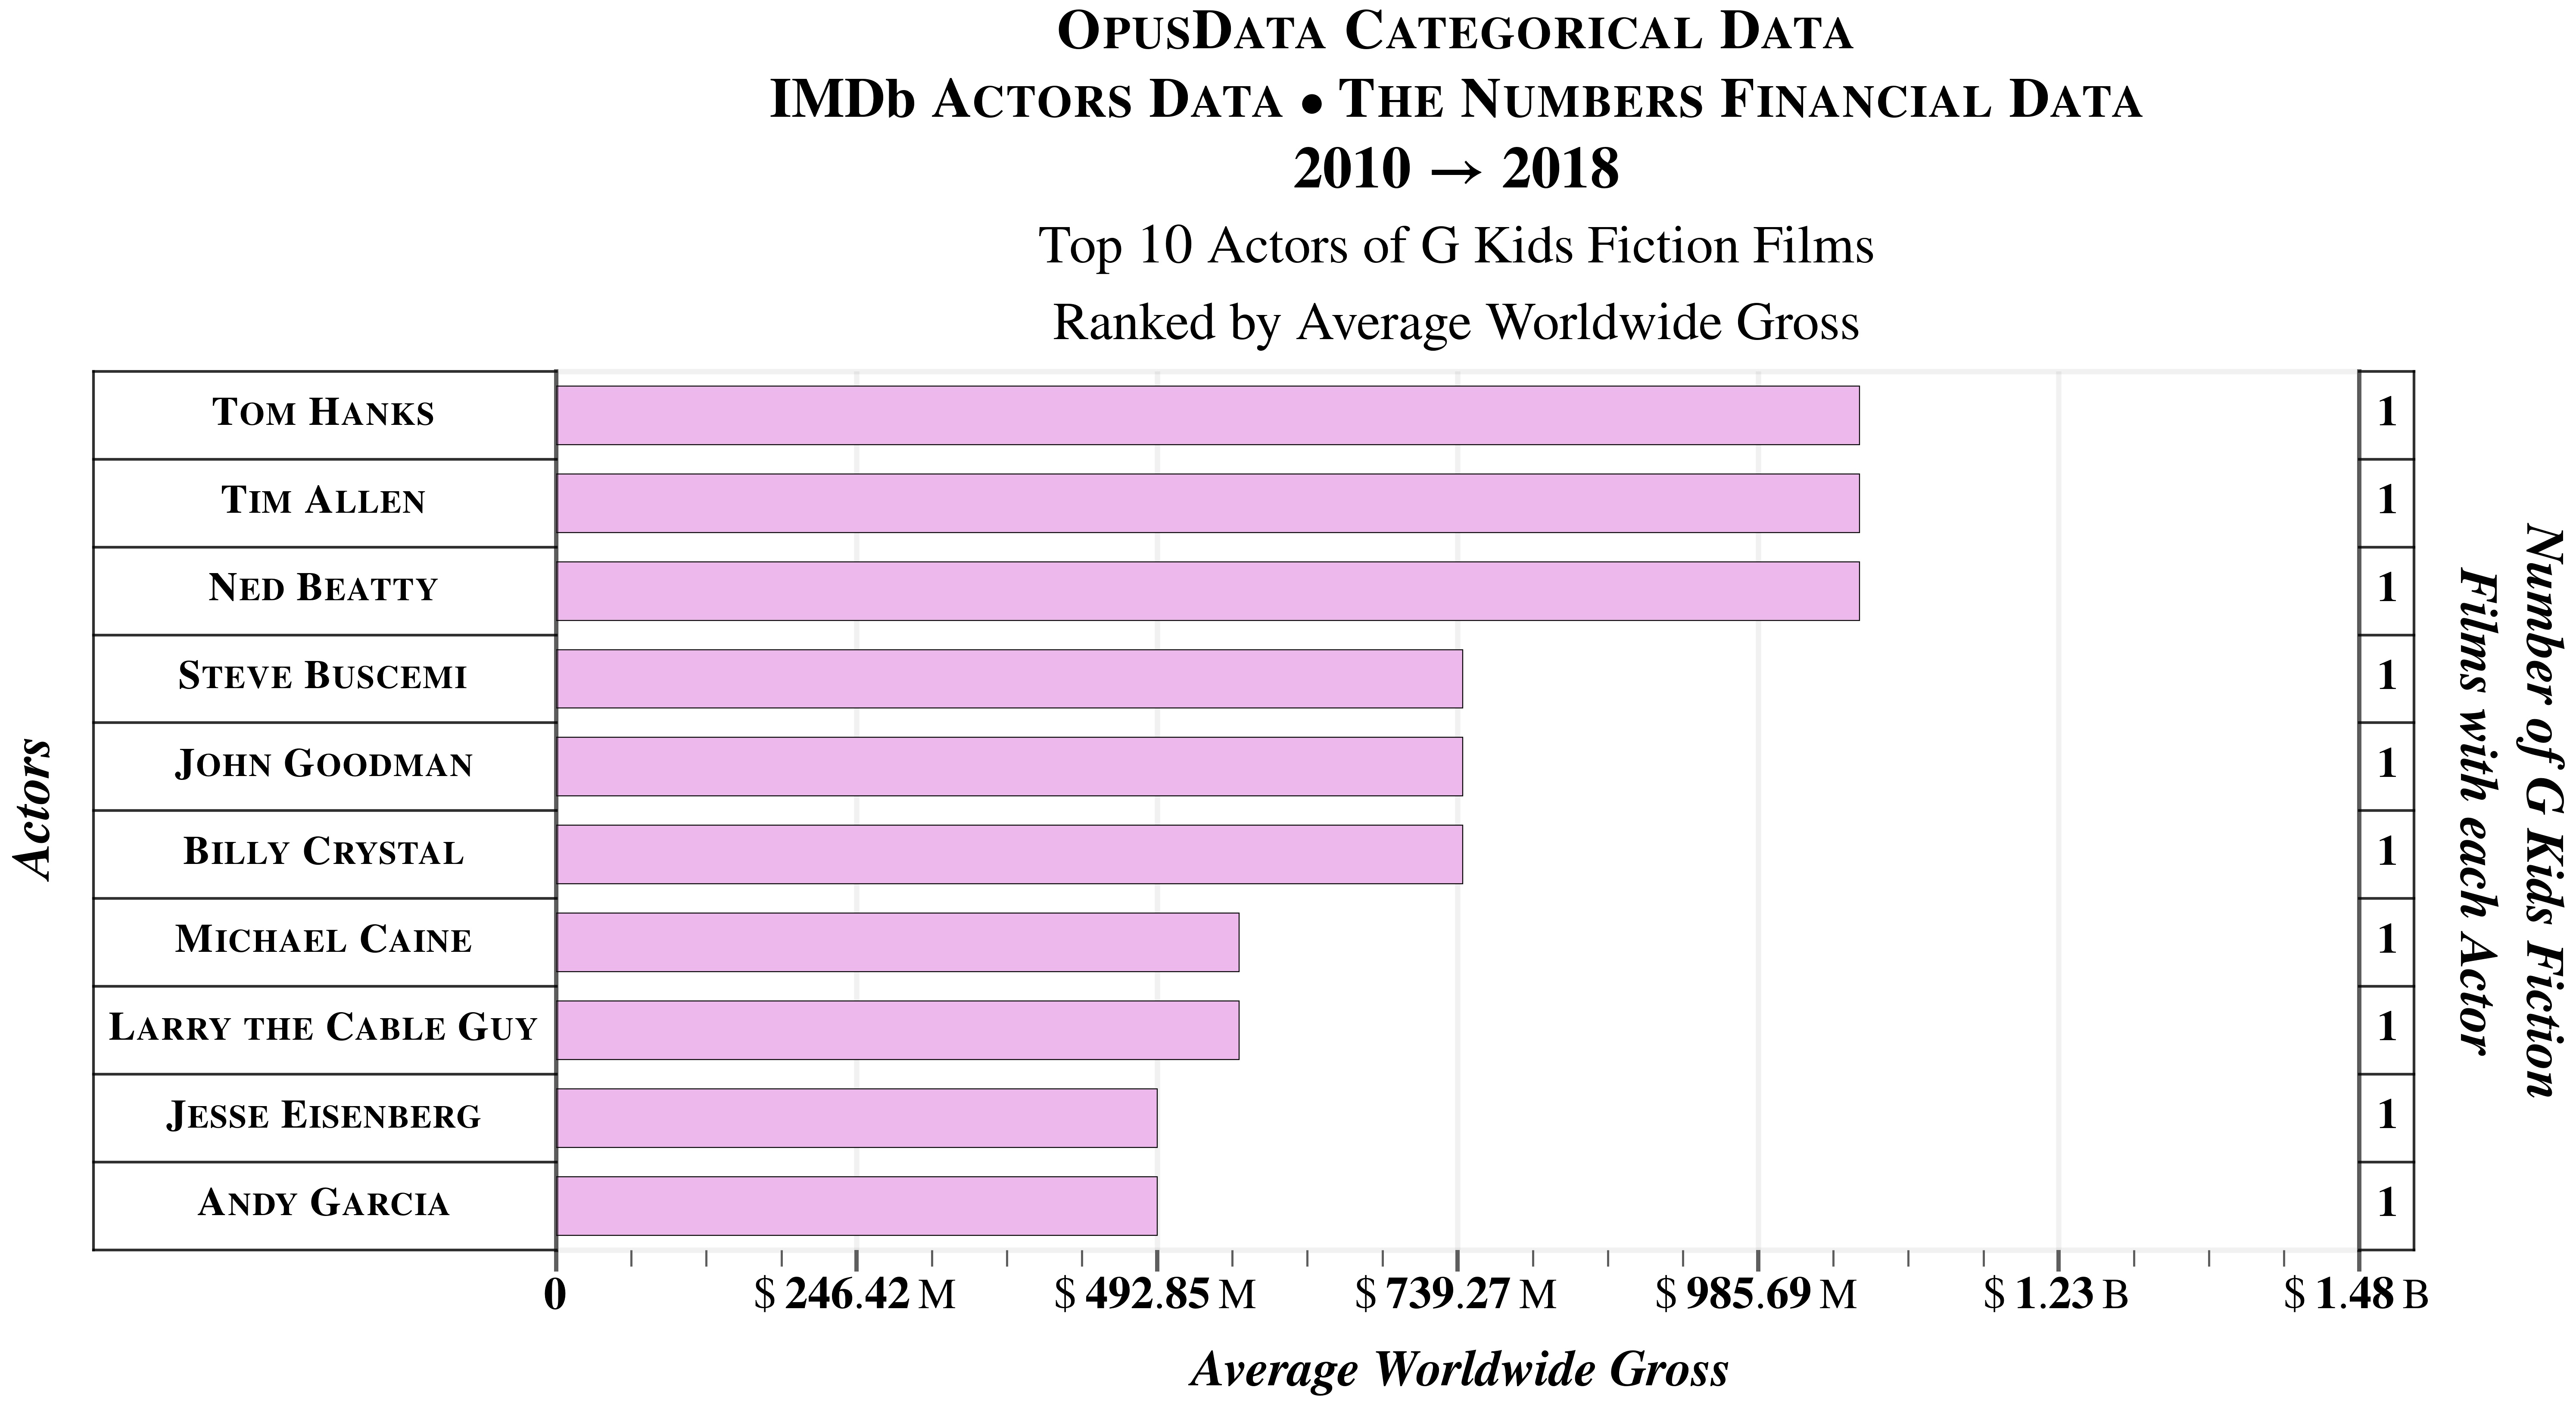 OpusData Categorical Data
IMDb Actors Data • The Numbers Financial Data
2010 → 2018
Top 10 Actors of G Kids Fiction Films
Ranked by Average Worldwide Gross
Actors
Tom Hanks 1
Tim Allen 1
Ned Beatty 1
Steve Buscemi 1
John Goodman 1
Billy Crystal 1
Michael Caine 1
Larry the Cable Guy 1
Jesse Eisenberg 1
Andy Garcia 1
Number of G Kids Fiction
Films with each Actor
0 $ 246.42 M $ 492.85 M $ 739.27 M $ 985.69 M $ 1.23 B $ 1.48 B
Average Worldwide Gross